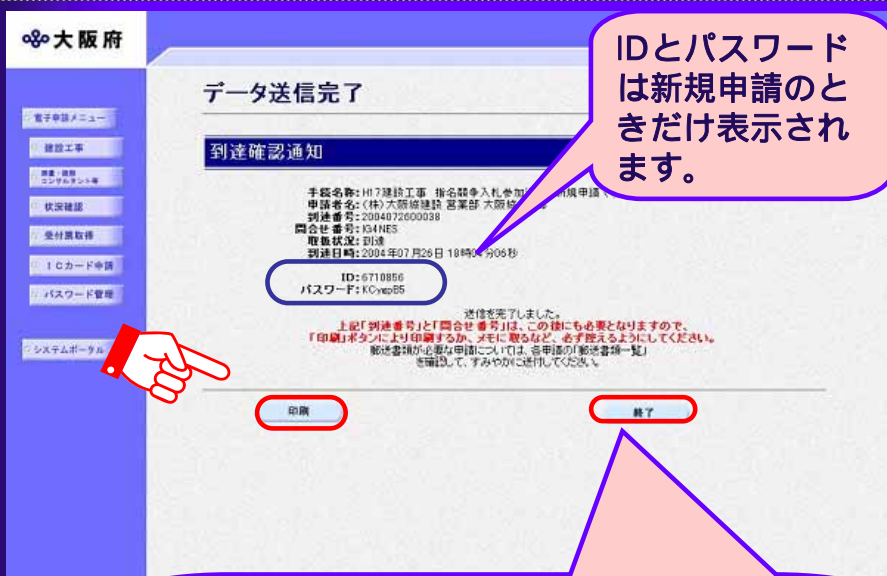 大阪府
IDとパスワード
は新規申請のと
きだけ表示され
ます。
データ送信完了
電子申請メニュー
建設工事
測量・建設
コンサルタント等
状況確認
受付票取得
ICカード申請
パスワード管理
システムポータル
到達確認通知
手続名称:H17建設工事 指名競争入札参加
申請者名:(株)大阪線建設 営業部 大阪
到達番号:2004072600038
問合せ番号:IG4NES
取扱状況:到達
到達日時:2004年07月26日 18時04分06秒
ID:6710856
パスワード:KCyepB5
送信を完了しました。
上記「到達番号」と「問合せ番号」は、この後にも必要となりますので、
「印刷」ボタンにより印刷するか、メモに取るなど、必ず控えるようにしてください。
郵送書類が必要な申請については、各申請の「郵送書類一覧」
を確認して、すみやかに送付してください。
印刷
終了